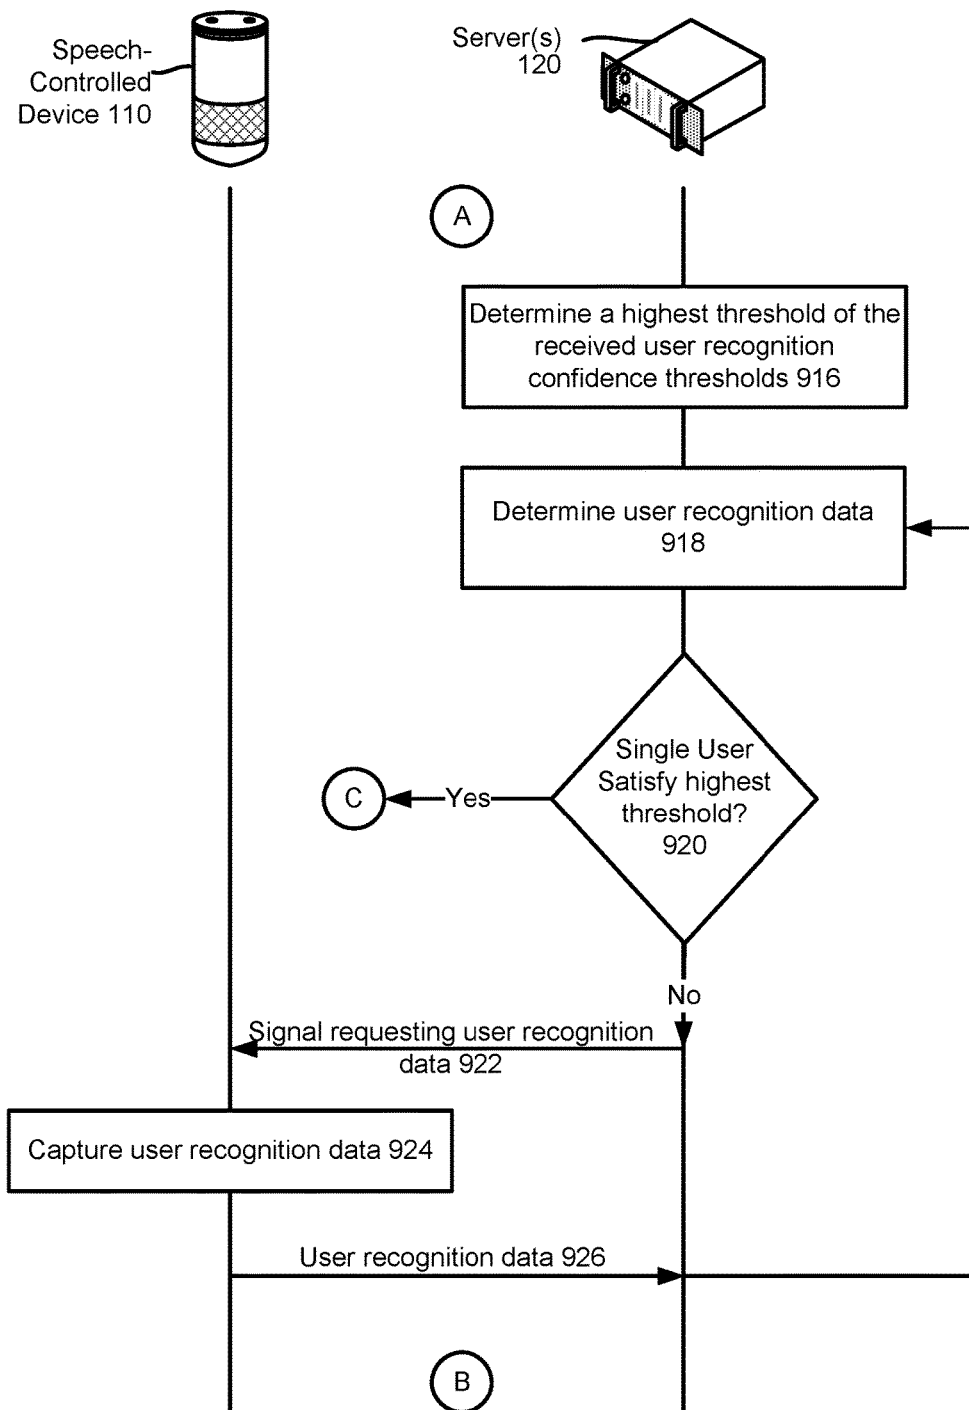 Speech-
Controlled
Device 110
Server(s)
120
A
Determine a highest threshold of the
received user recognition
confidence thresholds 916
Determine user recognition data
918
Single User
Satisfy highest
threshold?
920
C
Yes
No
Signal requesting user recognition
data 922
Capture user recognition data 924
User recognition data 926
B